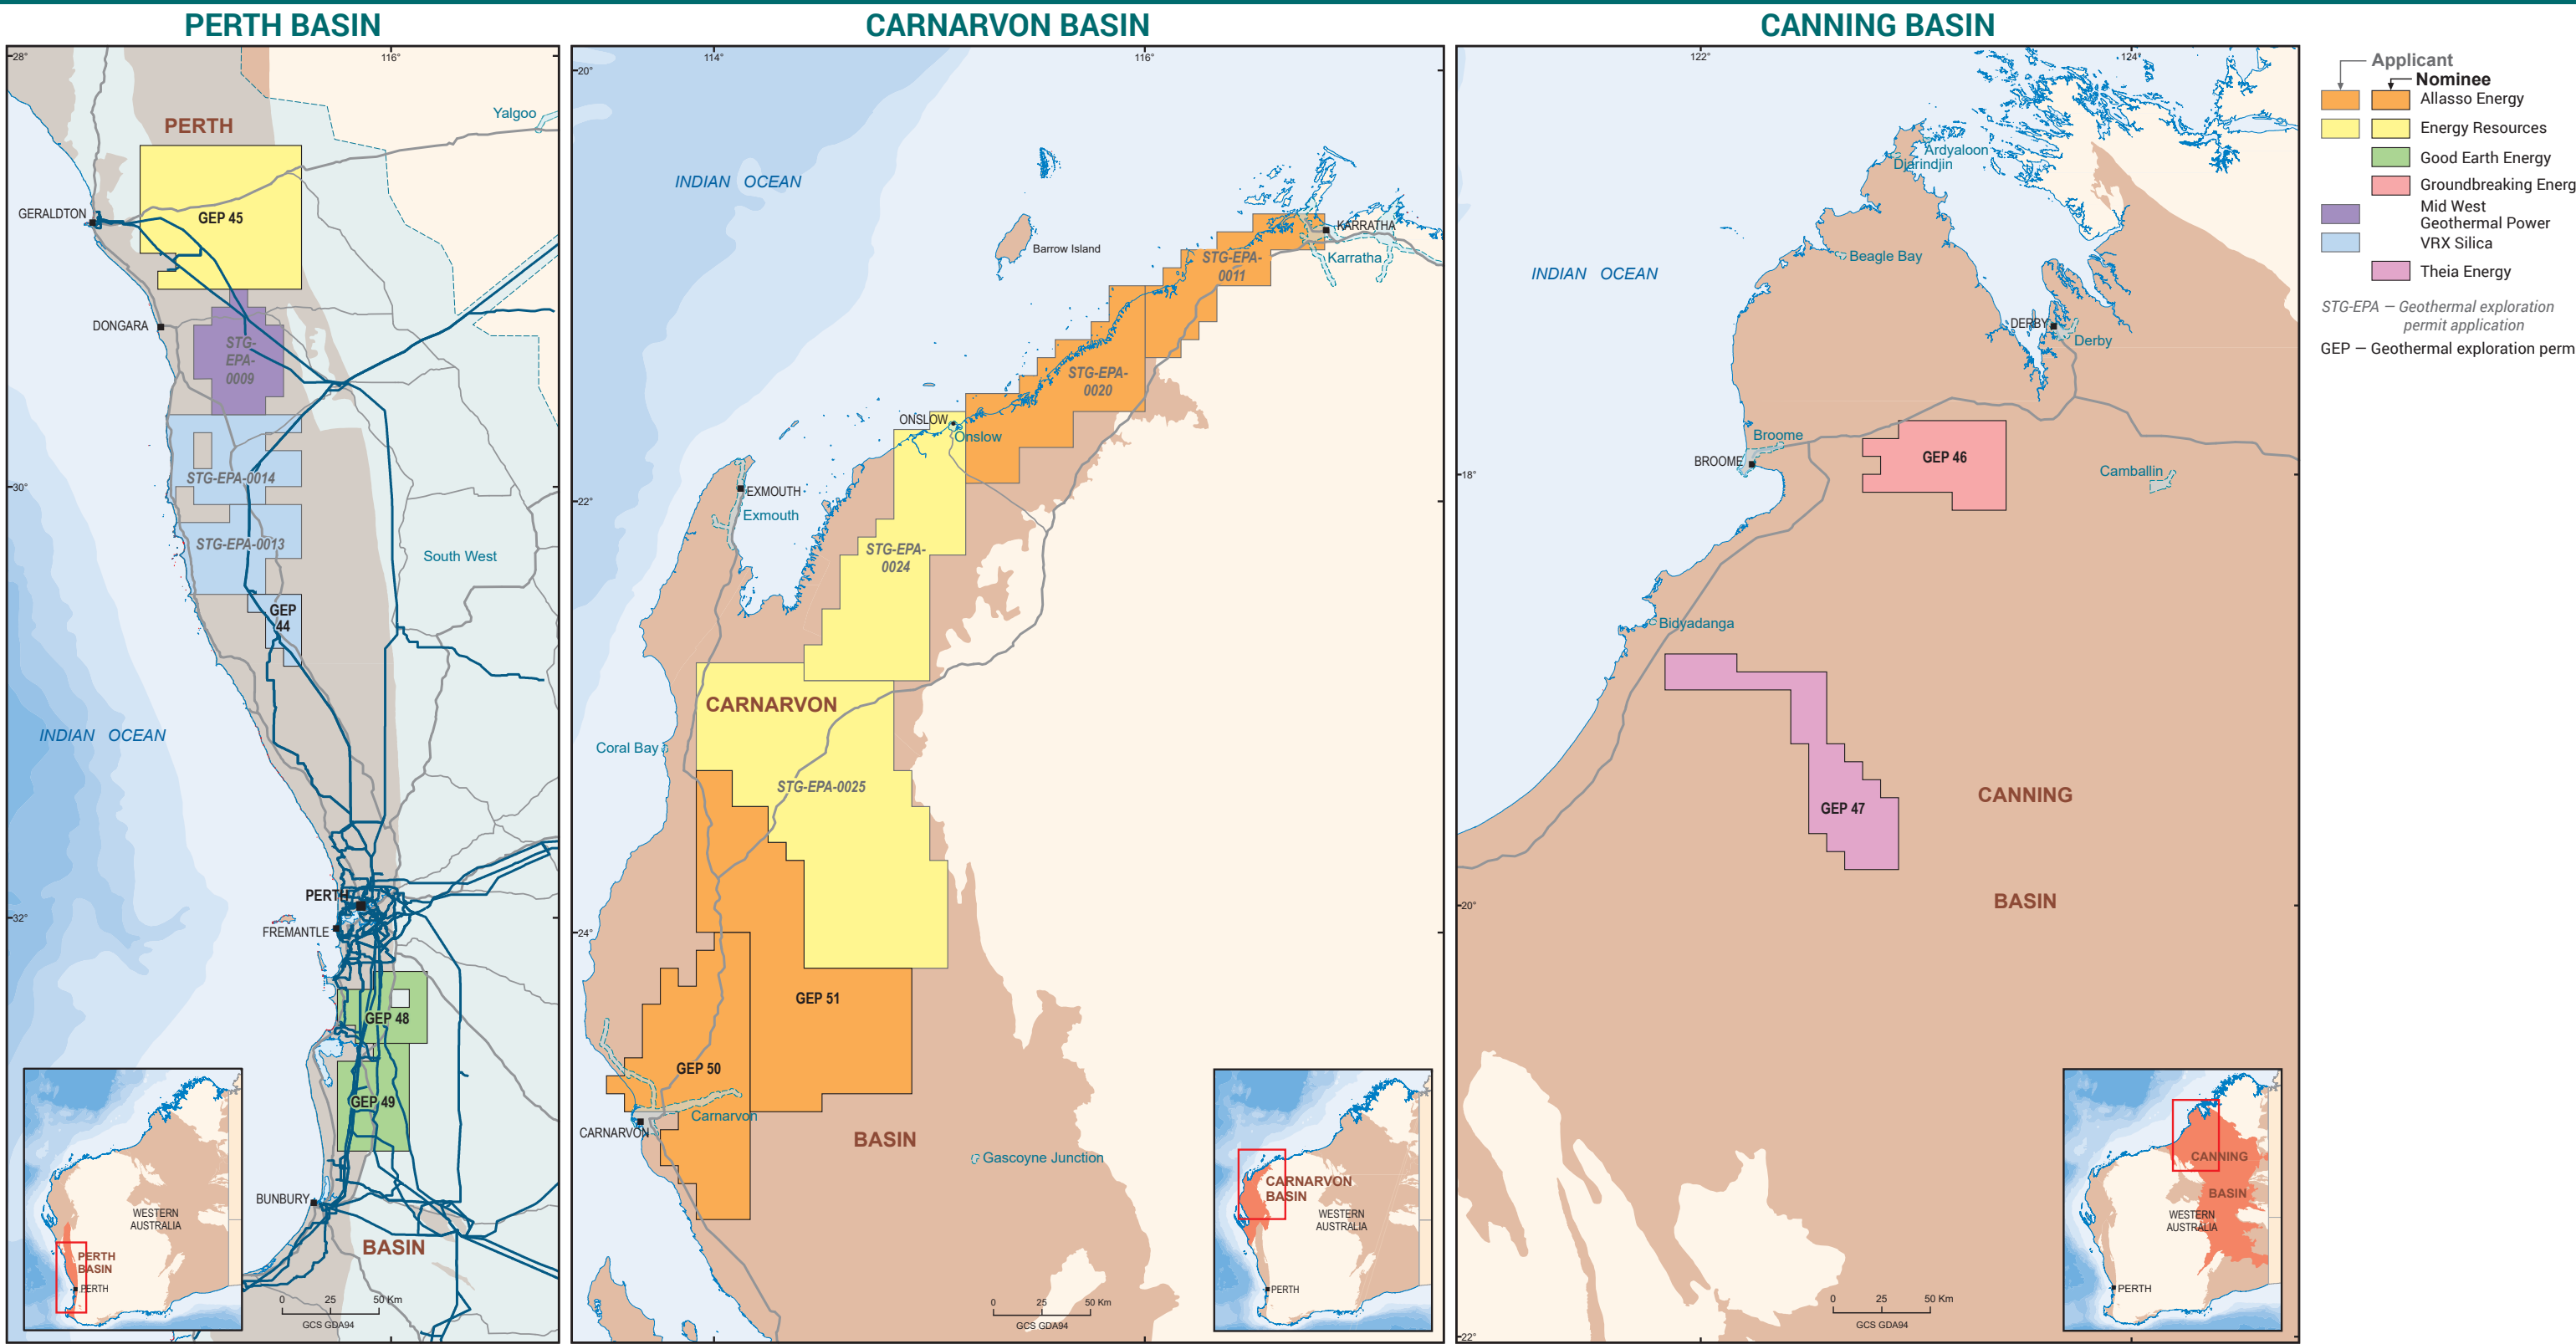 PERTH BASIN
28°
116°
Yalgoo
PERTH
GERALDTON
GEP 45
DONGARA
STG-
EPA-
0009
STG-EPA-0014
30°
STG-EPA-0013
South West
GEP
44
INDIAN OCEAN
PERTH
32°
FREMANTLE
GEP 48
GEP 49
BUNBURY
BASIN
WESTERN
AUSTRALIA
PERTH
BASIN
PERTH
0 25 50 Km
GCS GDA94
CARNARVON BASIN
114°
116°
20°
INDIAN OCEAN
Barrow Island
KARRATHA
Karratha
STG-EPA-
0011
STG-EPA-
0020
ONSLOW
Onslow
EXMOUTH
22°
Exmouth
STG-EPA-
0024
CARNARVON
Coral Bay
STG-EPA-0025
24°
GEP 51
GEP 50
Carnarvon
CARNARVON
BASIN
Gascoyne Junction
CARNARVON
BASIN
WESTERN
AUSTRALIA
PERTH
0 25 50 Km
GCS GDA94
CANNING BASIN
122°
124°
Ardyaloon
Djarindjin
Beagle Bay
INDIAN OCEAN
DERBY
Derby
Broome
BROOME
GEP 46
Camballin
18°
Bidyadanga
CANNING
GEP 47
BASIN
20°
CANNING
BASIN
WESTERN
AUSTRALIA
PERTH
0 25 50 Km
GCS GDA94
22°
Applicant
Nominee
Allasso Energy
Energy Resources
Good Earth Energy
Groundbreaking Energ
Mid West
Geothermal Power
VRX Silica
Theia Energy
STG-EPA – Geothermal exploration
permit application
GEP – Geothermal exploration perm